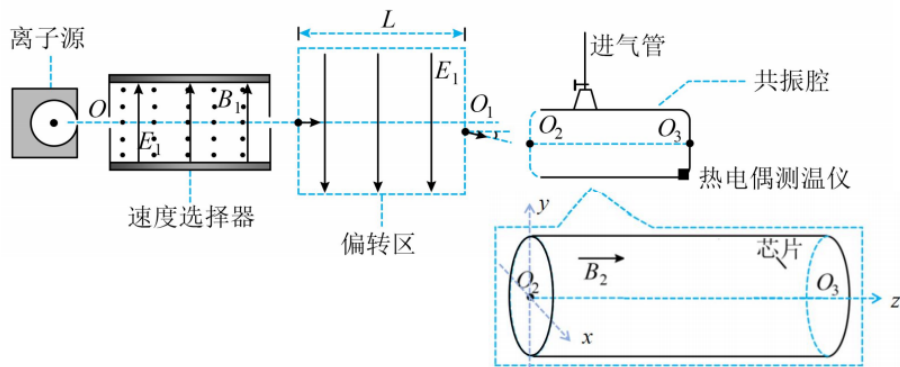 离子源
O
E₁
B₁
速度选择器
L
E₁
O₁
偏转区
进气管
共振腔
O₂
O₃
热电偶测温仪
y
B₂
芯片
O₂
O₃
z
x